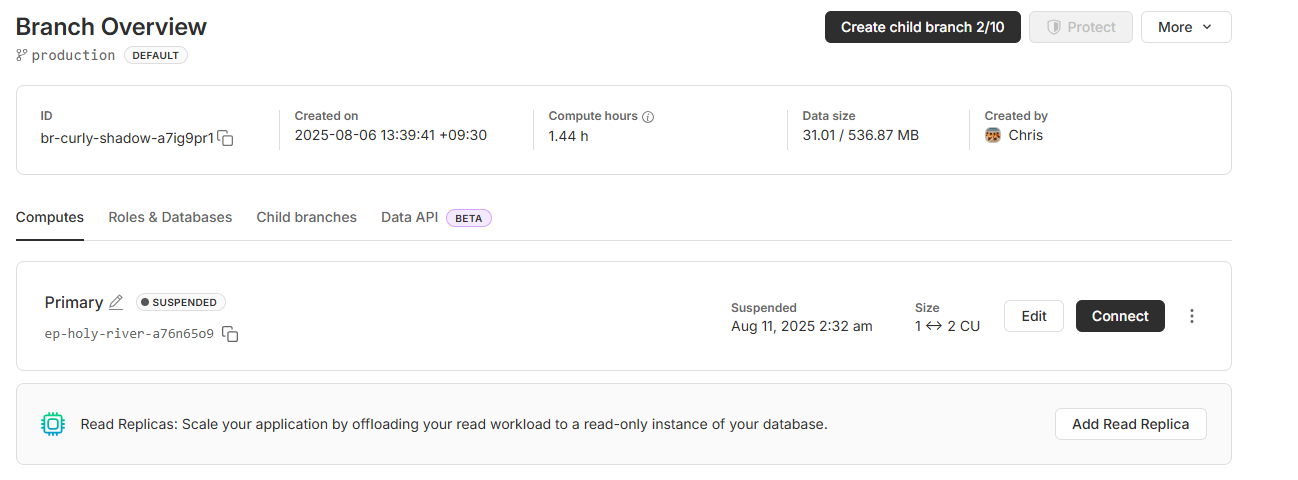 Branch Overview
Create child branch 2/10
Protect
More
production
DEFAULT
ID
br-curly-shadow-a7ig9pr1
Created on
2025-08-06 13:39:41 +09:30
Compute hours
1.44 h
Data size
31.01 / 536.87 MB
Created by
Chris
Computes
Roles & Databases
Child branches
Data API
BETA
Primary
SUSPENDED
ep-holy-river-a76n65o9
Suspended
Aug 11, 2025 2:32 am
Size
1 ↔ 2 CU
Edit
Connect
Read Replicas: Scale your application by offloading your read workload to a read-only instance of your database.
Add Read Replica